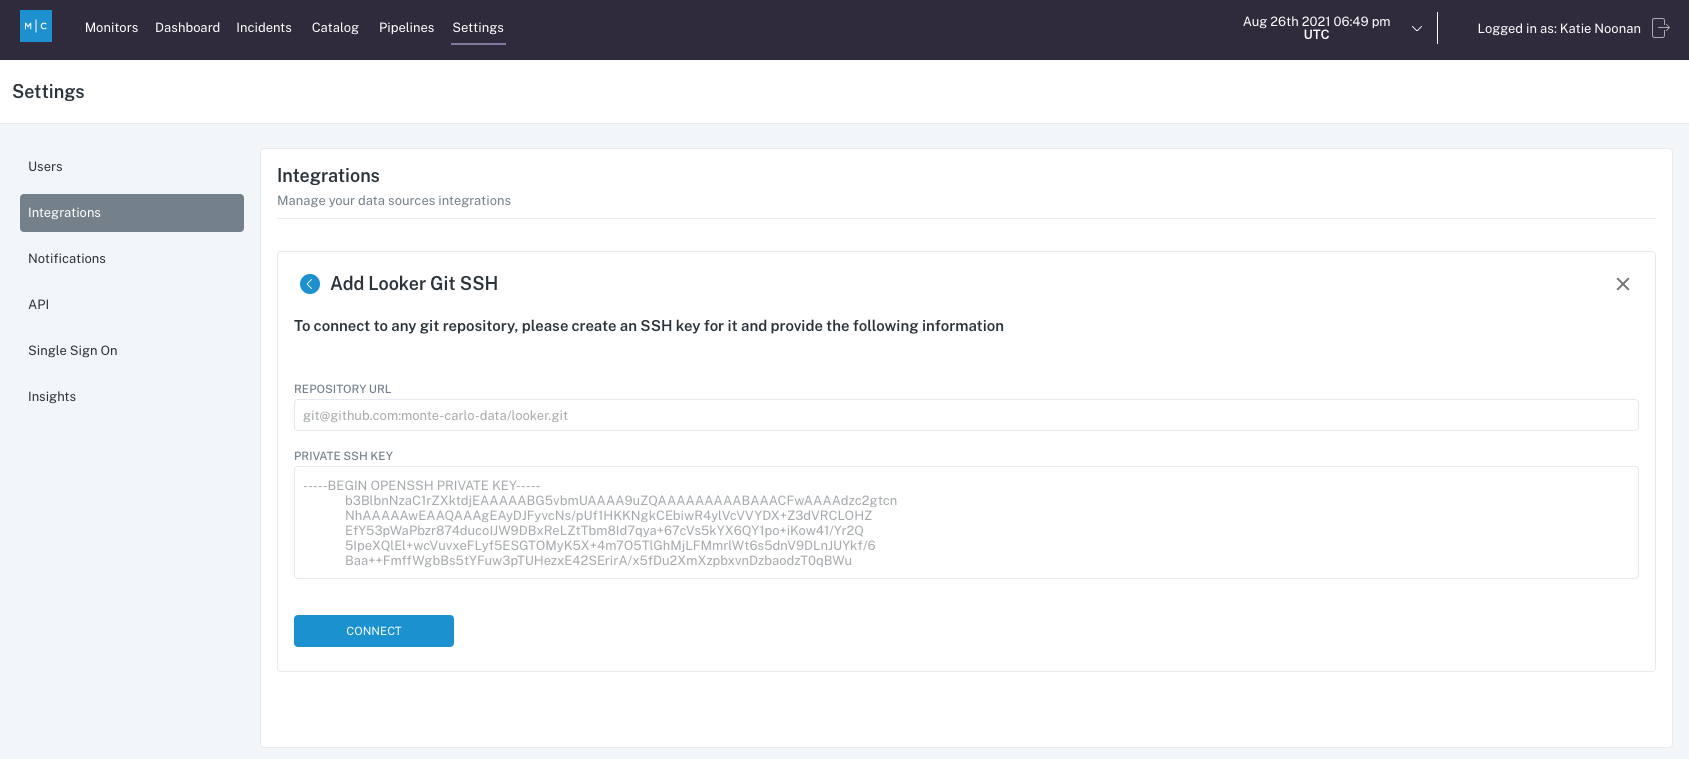 M|C
Monitors Dashboard Incidents Catalog Pipelines Settings
Aug 26th 2021 06:49 pm
UTC
Logged in as: Katie Noonan
Settings
Users
Integrations
Notifications
API
Single Sign On
Insights
Integrations
Manage your data sources integrations
Add Looker Git SSH
To connect to any git repository, please create an SSH key for it and provide the following information
REPOSITORY URL
git@github.com:monte-carlo-data/looker.git
PRIVATE SSH KEY
-----BEGIN OPENSSH PRIVATE KEY-----
b3BlbnNzaC1rZXktdjEAAAAABG5vbmUAAAA9uZQAAAAAAAAABAAACFwAAAAdzc2gtcn
NhAAAAAwEAAQAAAgEAyDJFyvcNs/pUf1HKKNgkCEbiwR4ylVcVVYDX+Z3dVRCLOHZ
EfY53pWaPbzr874ducoIJW9DBxReLZtTbm8Id7qya+67cVs5kYX6QY1po+iKow41/Yr2Q
5IpeXQlEl+wcVuvxeFLyf5ESGTOMyK5X+4m7O5TlGhMjLFMmrlWt6s5dnV9DLnJUYkf/6
Baa++FmffWgbBs5tYFuw3pTUHezxE42SErirA/x5fDu2XmXzpbxvnDzbaodzT0qBWu
CONNECT